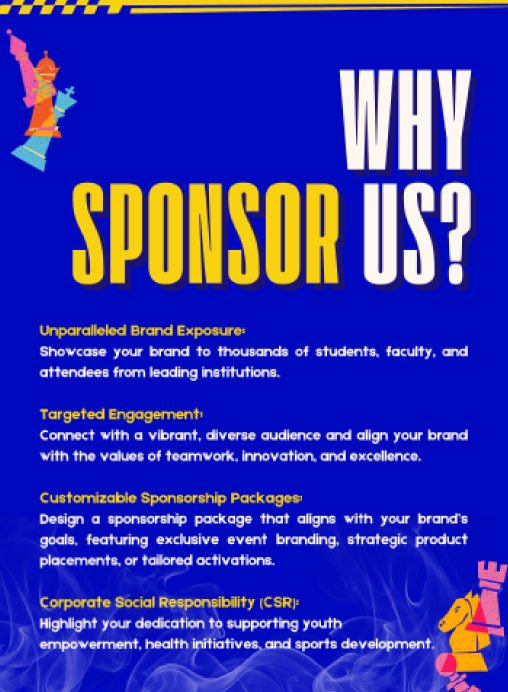 WHY
SPONSOR US?
Unparalleled Brand Exposure:
Showcase your brand to thousands of students, faculty, and
attendees from leading institutions.
Targeted Engagement:
Connect with a vibrant, diverse audience and align your brand
with the values of teamwork, innovation, and excellence.
Customizable Sponsorship Packages:
Design a sponsorship package that aligns with your brand's
goals, featuring exclusive event branding, strategic product
placements, or tailored activations.
Corporate Social Responsibility (CSR):
Highlight your dedication to supporting youth
empowerment, health initiatives, and sports development.